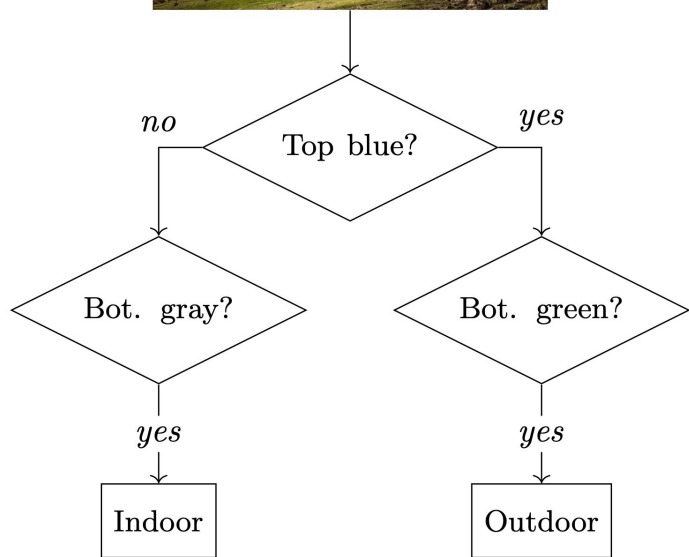 no
yes
Top blue?
Bot. gray?
Bot. green?
yes
yes
Indoor
Outdoor